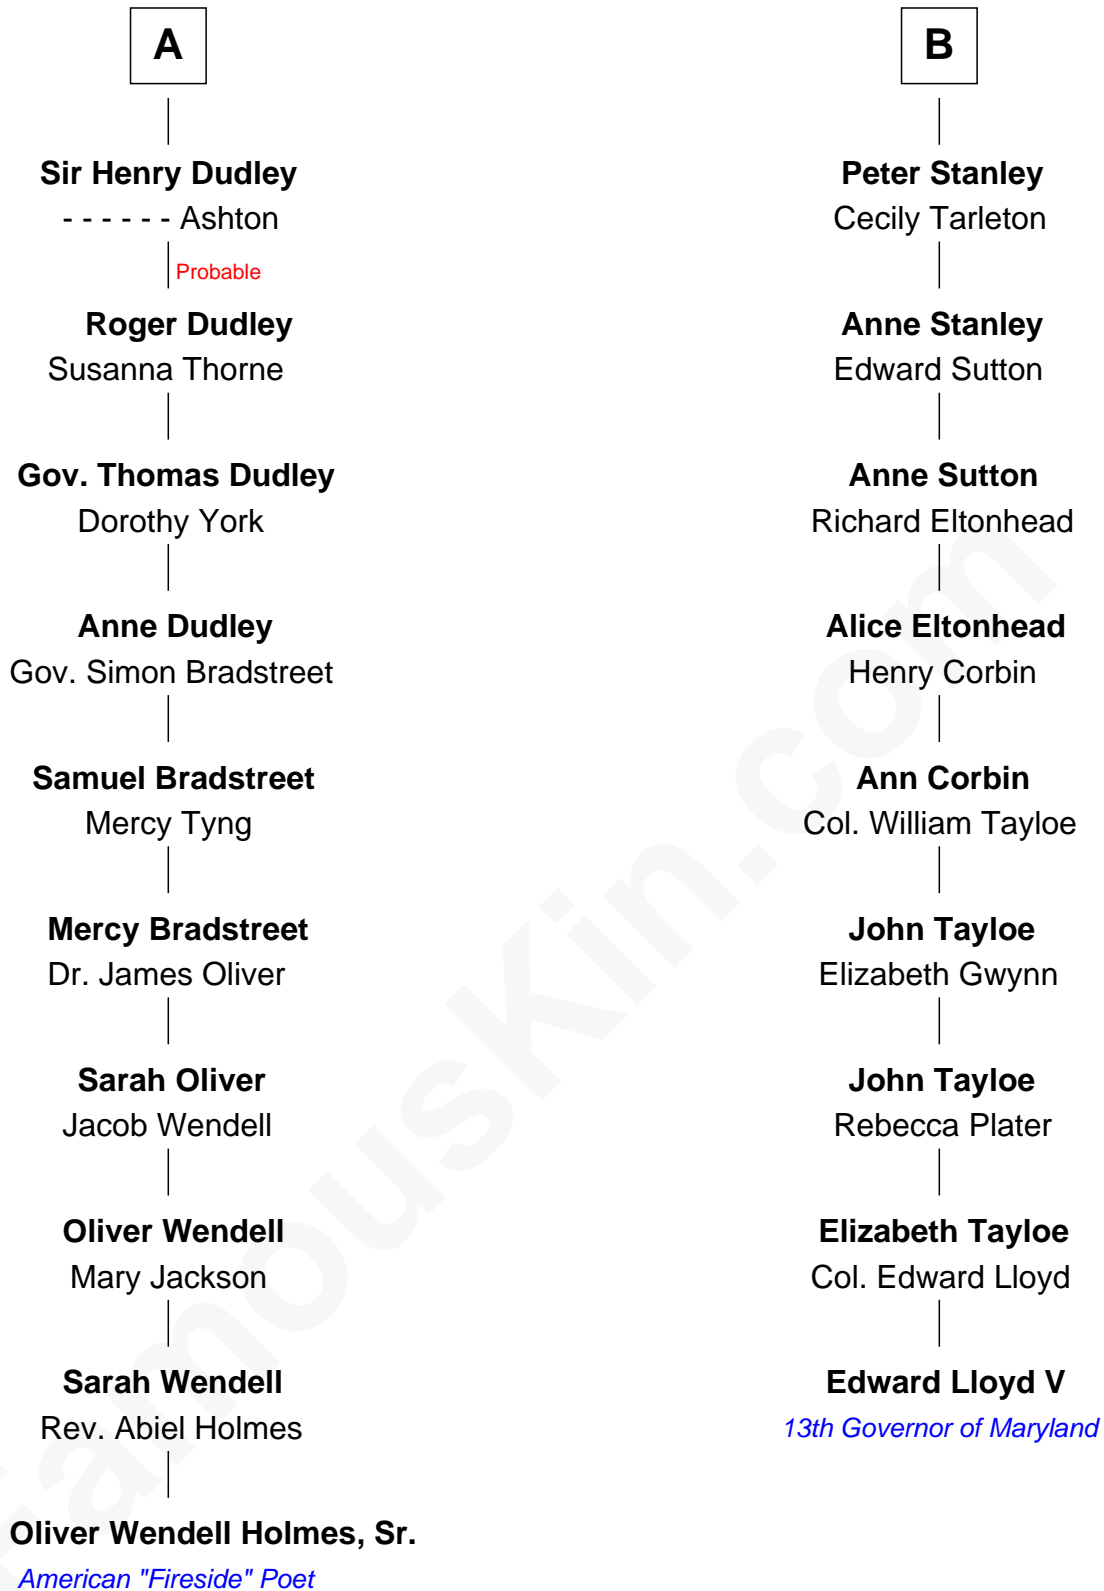 A
Sir Henry Dudley
- - - - - - Ashton
Probable
Roger Dudley
Susanna Thorne
Gov. Thomas Dudley
Dorothy York
Anne Dudley
Gov. Simon Bradstreet
Samuel Bradstreet
Mercy Tyng
Mercy Bradstreet
Dr. James Oliver
Sarah Oliver
Jacob Wendell
Oliver Wendell
Mary Jackson
Sarah Wendell
Rev. Abiel Holmes
Oliver Wendell Holmes, Sr.
American "Fireside" Poet
B
Peter Stanley
Cecily Tarleton
Anne Stanley
Edward Sutton
Anne Sutton
Richard Eltonhead
Alice Eltonhead
Henry Corbin
Ann Corbin
Col. William Tayloe
John Tayloe
Elizabeth Gwynn
John Tayloe
Rebecca Plater
Elizabeth Tayloe
Col. Edward Lloyd
Edward Lloyd V
13th Governor of Maryland
FamousKin.com